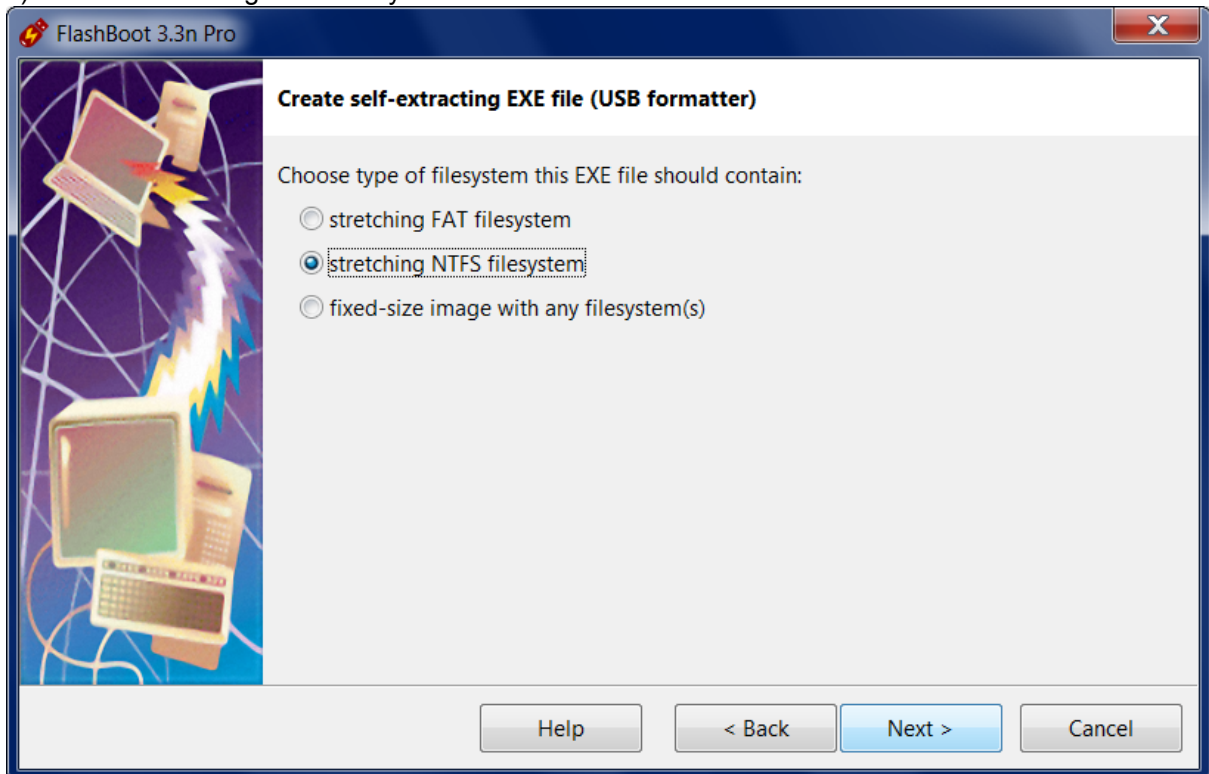 FlashBoot 3.3n Pro
Create self-extracting EXE file (USB formatter)
Choose type of filesystem this EXE file should contain:
stretching FAT filesystem
stretching NTFS filesystem
fixed-size image with any filesystem(s)
Help
< Back
Next >
Cancel